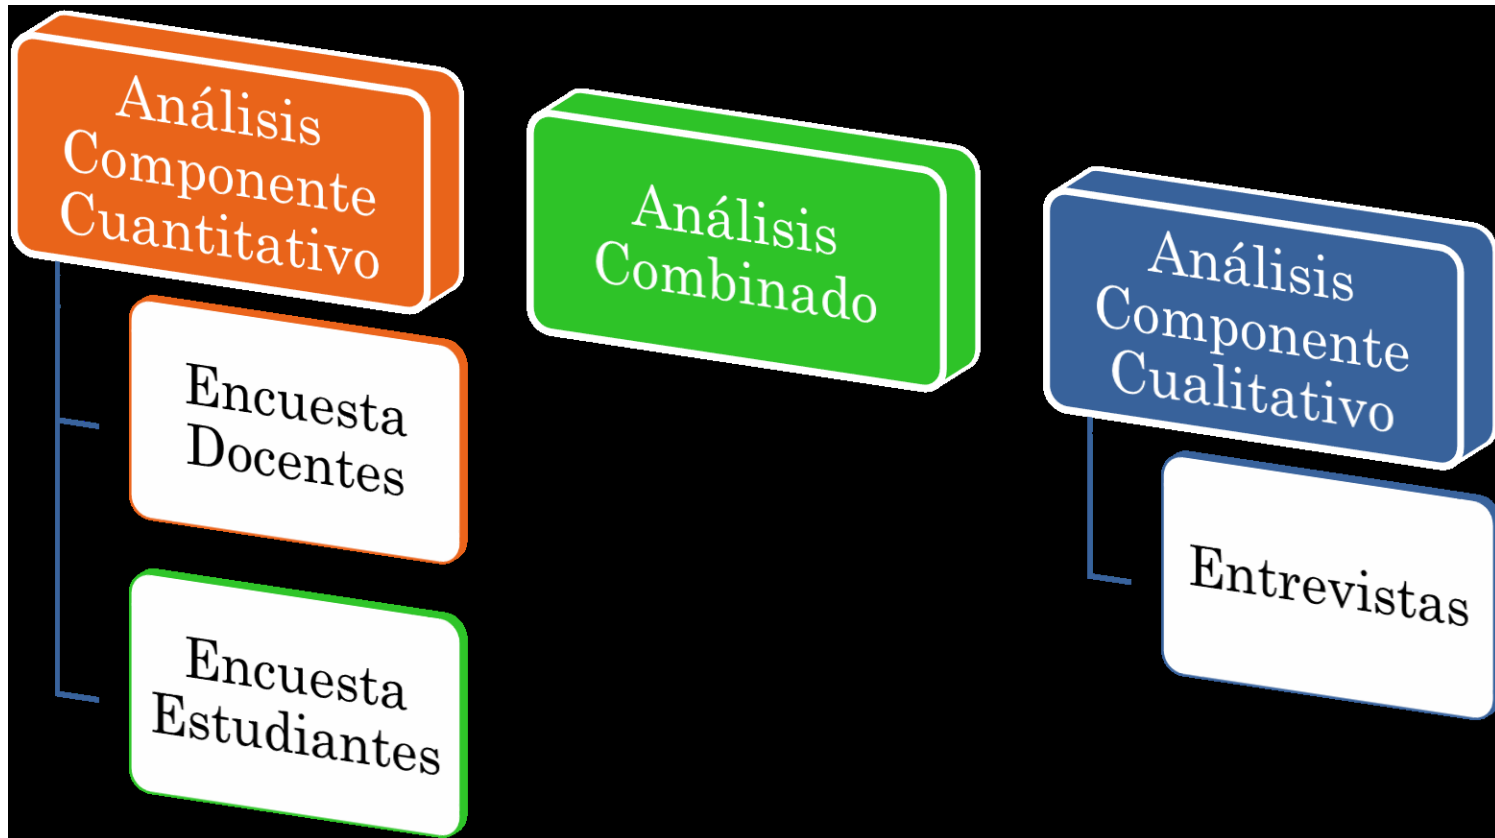 Análisis
Componente
Cuantitativo
Encuesta
Docentes
Encuesta
Estudiantes
Análisis
Combinado
Análisis
Componente
Cualitativo
Entrevistas